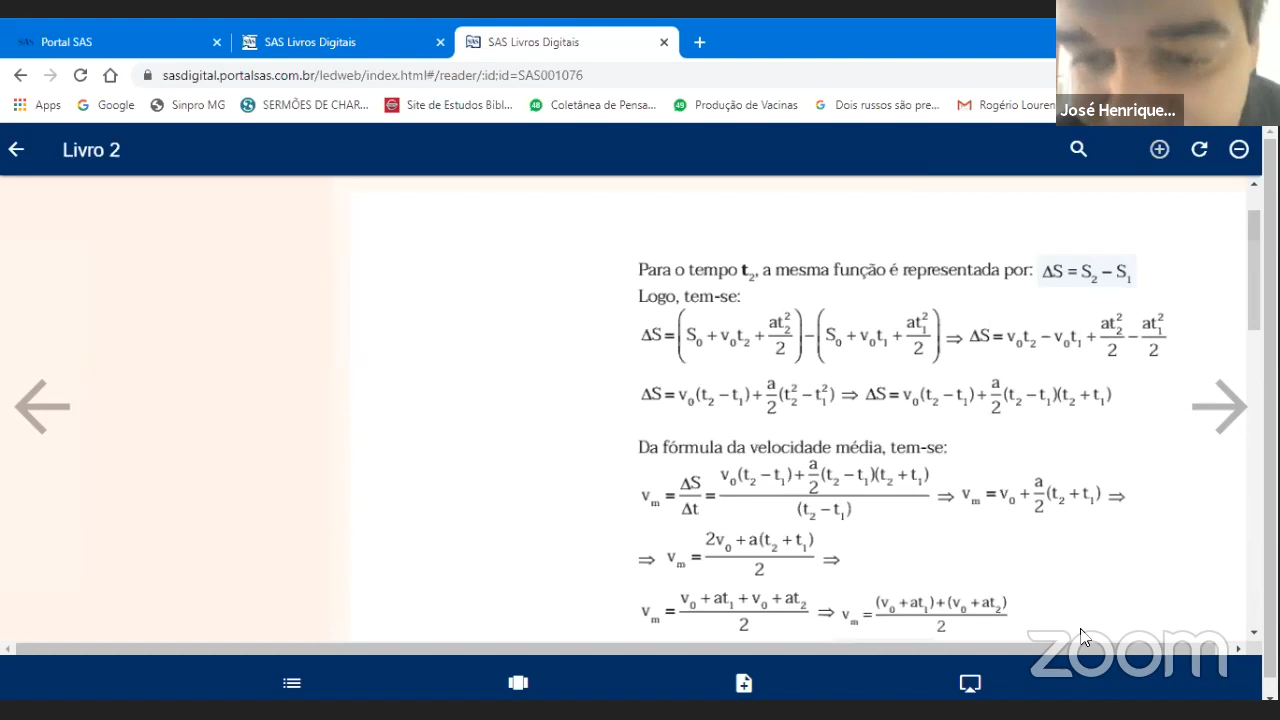 SAS Portal SAS
SAS Livros Digitais
SAS Livros Digitais
sasdigital.portalsas.com.br/ledweb/index.html#/reader/:id:id=SAS001076
Apps Google Sinpro MG SERMÕES DE CHAR... Site de Estudos Bíbl... 48 Coletânea de Pensa... 49 Prodção de Vacinas Dois russos são pre... Rogério Louren
José Henrique...
Livro 2
Para o tempo t₂, a mesma função é representada por: ΔS = S₂ – S₁
Logo, tem-se:
ΔS = (S₀ + v₀t₂ + at₂²/2) – (S₀ + v₀t₁ + at₁²/2) ⇒ ΔS = v₀t₂ – v₀t₁ + at₂²/2 – at₁²/2
ΔS = v₀(t₂ – t₁) + a/2(t₂² – t₁²) ⇒ ΔS = v₀(t₂ – t₁) + a/2(t₂ – t₁)(t₂ + t₁)
Da fórmula da velocidade média, tem-se:
vₘ = ΔS/Δt = v₀(t₂ – t₁) + a/2(t₂ – t₁)(t₂ + t₁)/(t₂ – t₁) ⇒ vₘ = v₀ + a/2(t₂ + t₁) ⇒
⇒ vₘ = 2v₀ + a(t₂ + t₁)/2 ⇒
vₘ = v₀ + at₁ + v₀ + at₂/2 ⇒ vₘ = (v₀ + at₁) + (v₀ + at₂)/2
zoom